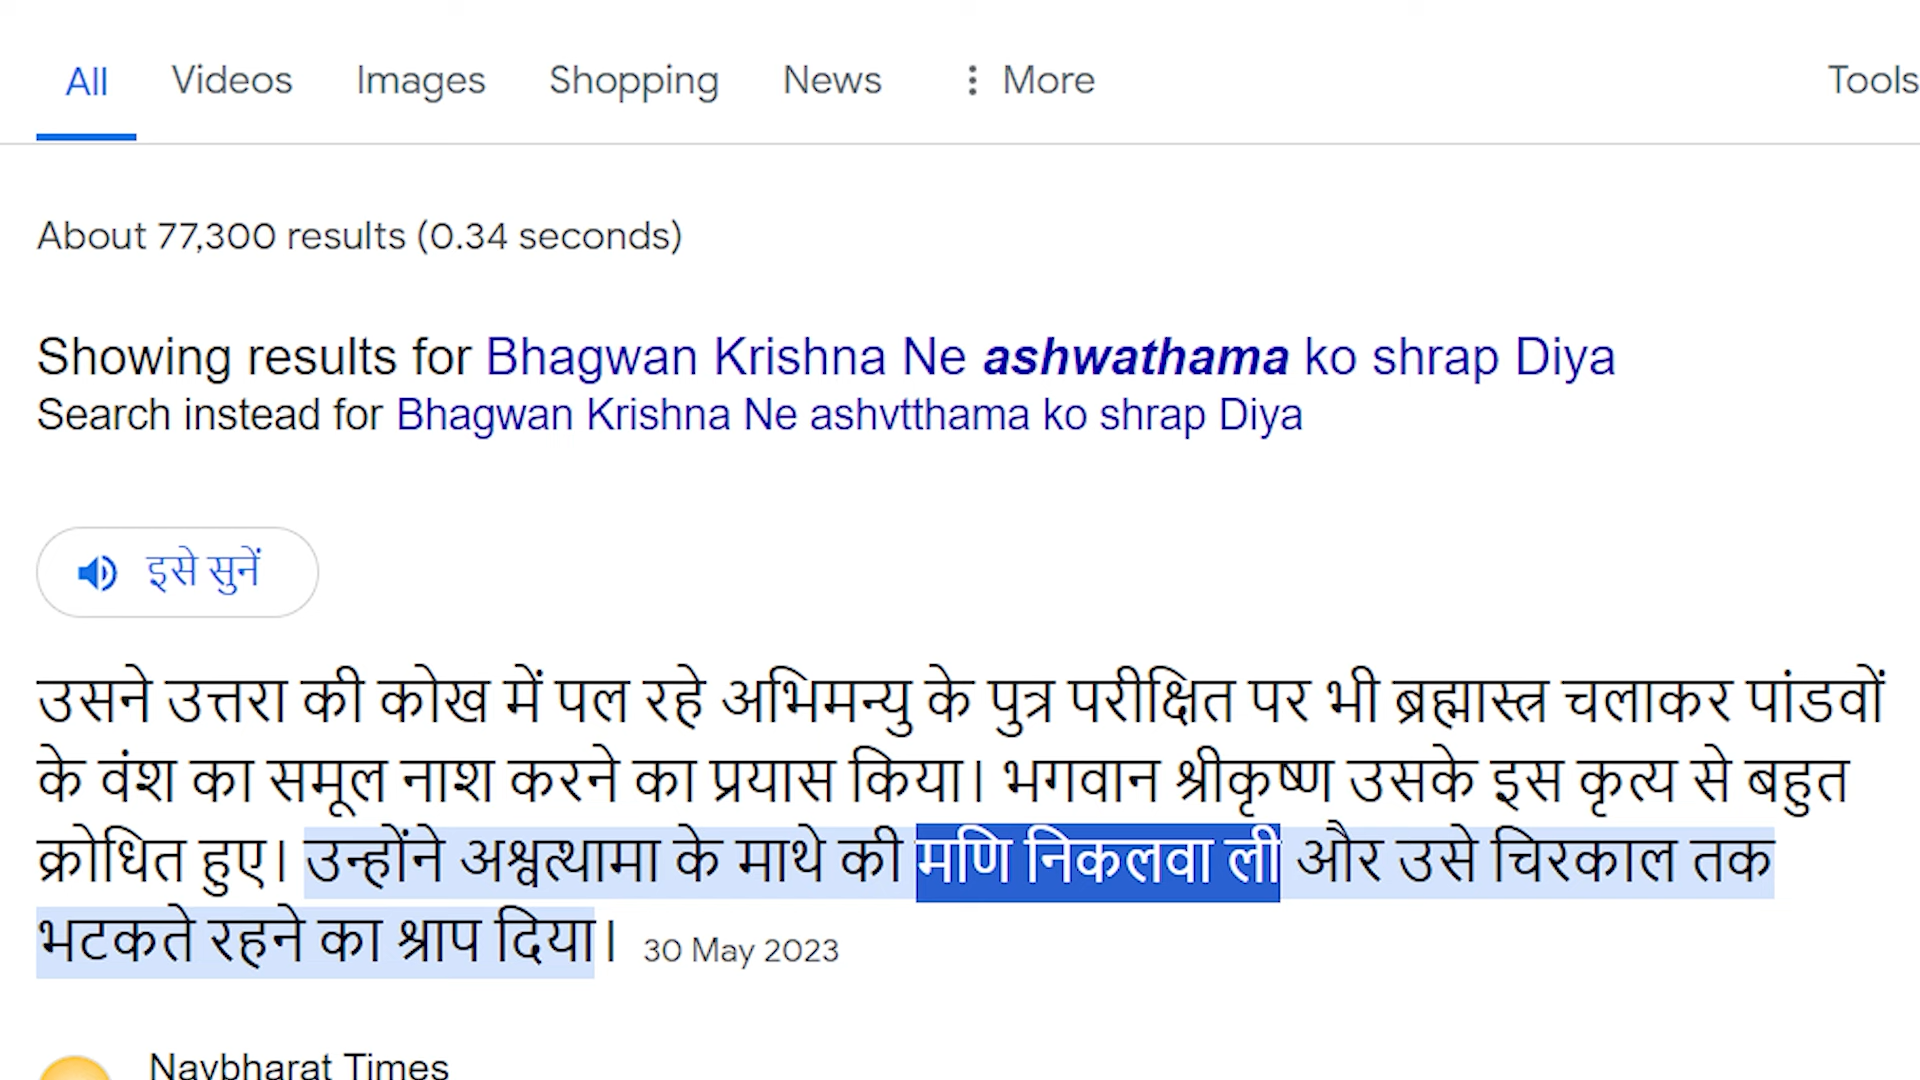 All Videos Images Shopping News More Tools
About 77,300 results (0.34 seconds)
Showing results for Bhagwan Krishna Ne ashwathama ko shrap Diya
Search instead for Bhagwan Krishna Ne ashvtthama ko shrap Diya
इसे सुनें
उसने उत्तरा की कोख में पल रहे अभिमन्यु के पुत्र परीक्षित पर भी ब्रह्मास्त्र चलाकर पांडवों
के वंश का समूल नाश करने का प्रयास किया। भगवान श्रीकृष्ण उसके इस कृत्य से बहुत
क्रोधित हुए। उन्होंने अश्वत्थामा के माथे की मणि निकलवा ली और उसे चिरकाल तक
भटकते रहने का श्राप दिया। 30 May 2023
Navbharat Times